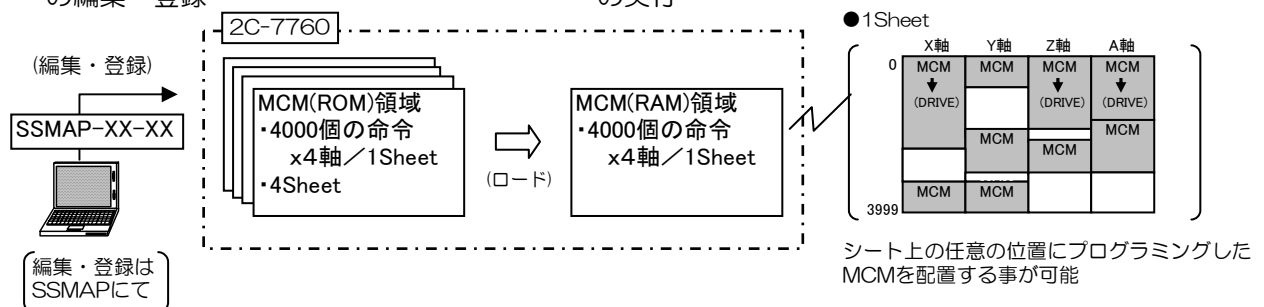 の編集・登録
の実行
2C-7760
(編集・登録)
SSMAP-XX-XX
編集・登録は
SSMAPにて
MCM(ROM)領域
・4000個の命令
x4軸／1Sheet
・4Sheet
(ロード)
MCM(RAM)領域
・4000個の命令
x4軸／1Sheet
●1Sheet
X軸 Y軸 Z軸 A軸
0
MCM MCM MCM MCM
(DRIVE) (DRIVE) (DRIVE)
MCM
MCM
MCM
MCM MCM
3999
シート上の任意の位置にプログラミングした
MCMを配置する事が可能